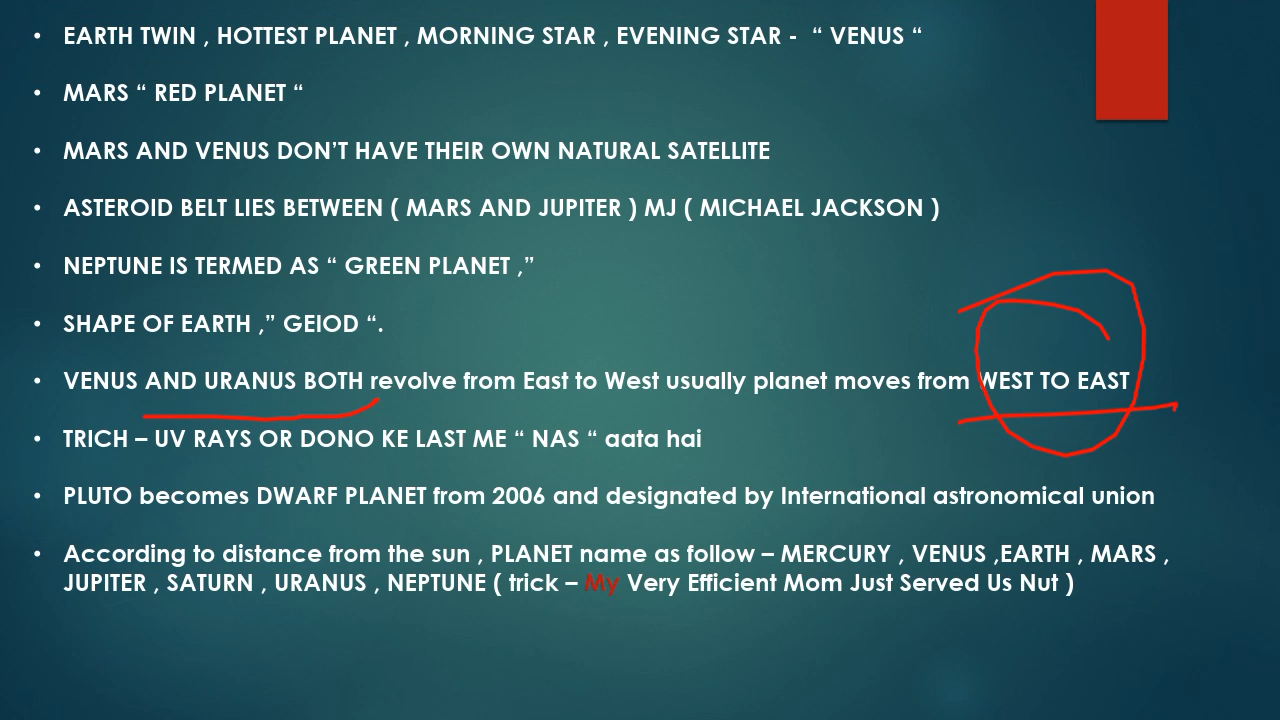 • EARTH TWIN , HOTTEST PLANET , MORNING STAR , EVENING STAR - “ VENUS “
• MARS “ RED PLANET “
• MARS AND VENUS DON’T HAVE THEIR OWN NATURAL SATELLITE
• ASTEROID BELT LIES BETWEEN ( MARS AND JUPITER ) MJ ( MICHAEL JACKSON )
• NEPTUNE IS TERMED AS “ GREEN PLANET ,”
• SHAPE OF EARTH ,” GEIOD “.
• VENUS AND URANUS BOTH revolve from East to West usually planet moves from WEST TO EAST
• TRICH – UV RAYS OR DONO KE LAST ME “ NAS “ aata hai
• PLUTO becomes DWARF PLANET from 2006 and designated by International astronomical union
• According to distance from the sun , PLANET name as follow – MERCURY , VENUS ,EARTH , MARS ,
JUPITER , SATURN , URANUS , NEPTUNE ( trick – My Very Efficient Mom Just Served Us Nut )